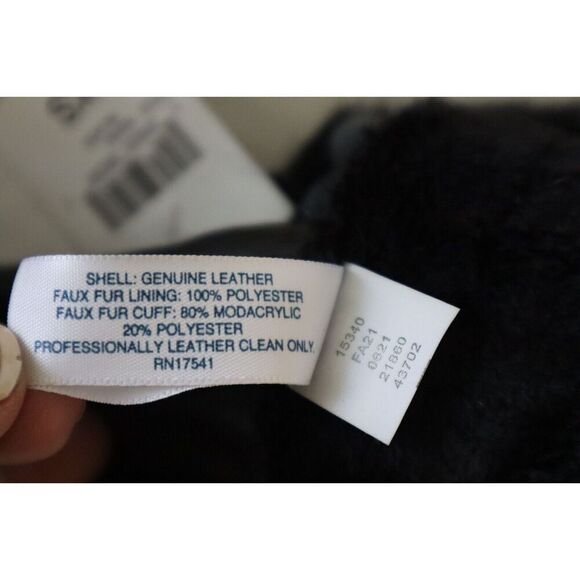 SHELL: GENUINE LEATHER
FAUX FUR LINING: 100% POLYESTER
FAUX FUR CUFF: 80% MODACRYLIC
20% POLYESTER
PROFESSIONALLY LEATHER CLEAN ONLY.
RN17541
15340
FA21
0821
21860
43702